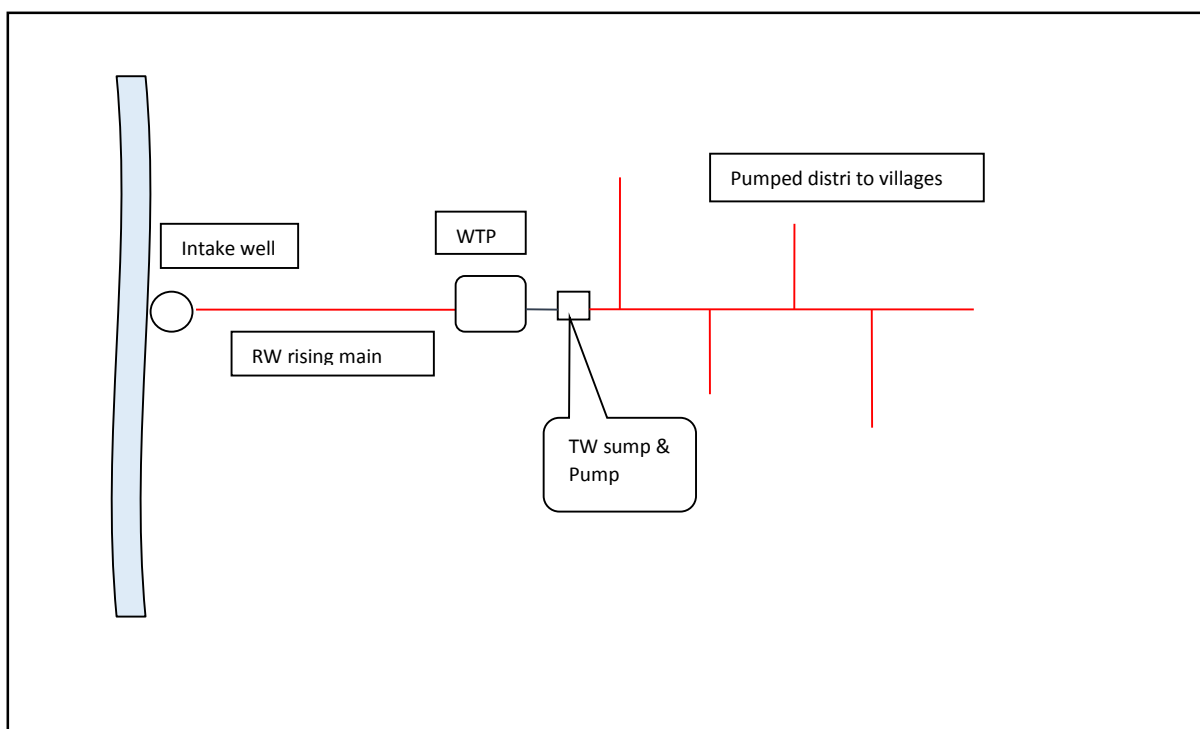 Pumped distri to villages
WTP
Intake well
RW rising main
TW sump &
Pump